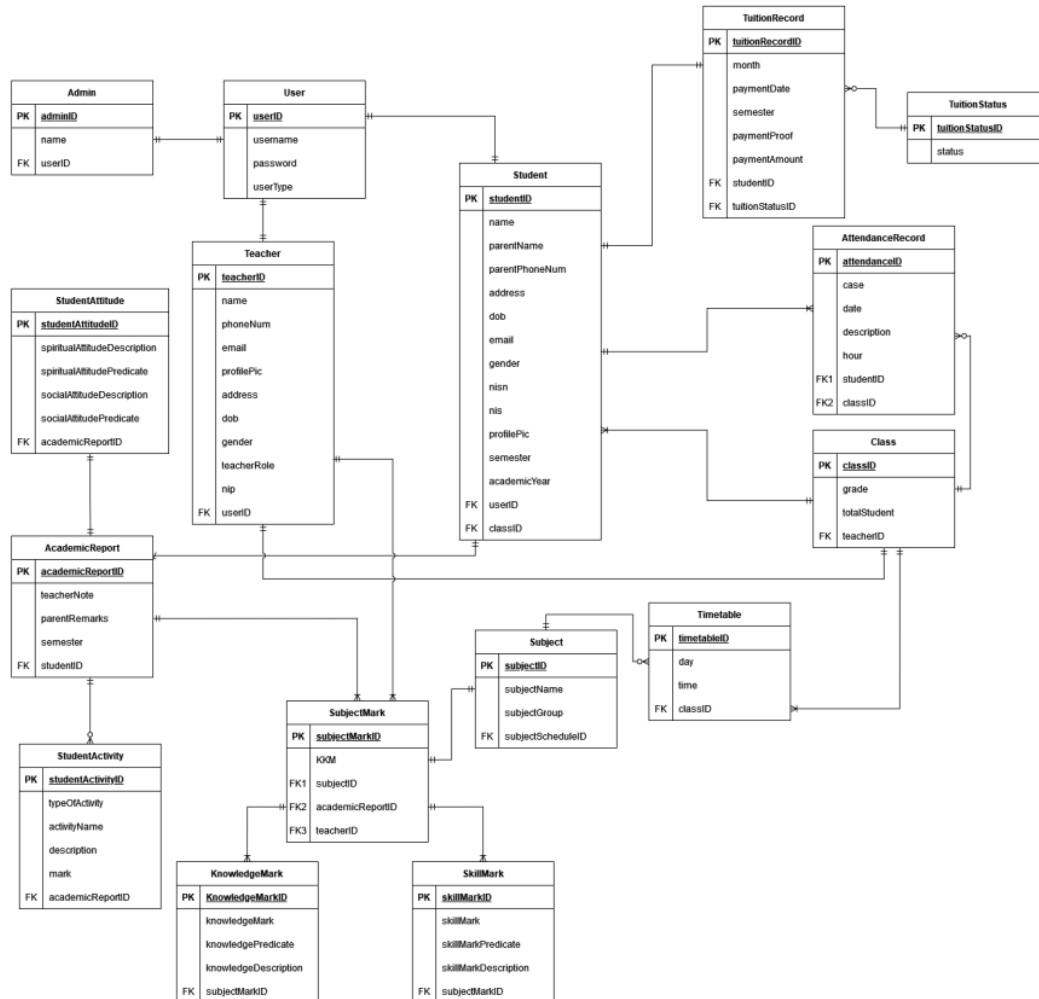 TuitionRecord
PK tuitionRecordID
month
paymentDate
semester
paymentProof
paymentAmount
FK studentID
FK tuitionStatusID
Admin
PK adminID
name
FK userID
User
PK userID
username
password
userType
TuitionStatus
PK tuitionStatusID
status
Student
PK studentID
name
parentName
parentPhoneNum
address
dob
email
gender
nisn
nis
profilePic
semester
academicYear
FK userID
FK classID
AttendanceRecord
PK attendanceID
case
date
description
hour
FK1 studentID
FK2 classID
Teacher
PK teacherID
name
phoneNum
email
profilePic
address
dob
gender
teacherRole
nip
FK userID
StudentAttitude
PK studentAttitudeID
spiritualAttitudeDescription
spiritualAttitudePredicate
socialAttitudeDescription
socialAttitudePredicate
FK academicReportID
Class
PK classID
grade
totalStudent
FK teacherID
AcademicReport
PK academicReportID
teacherNote
parentRemarks
semester
FK studentID
Timetable
PK timetableID
day
time
FK classID
Subject
PK subjectID
subjectName
subjectGroup
FK subjectScheduleID
SubjectMark
PK subjectMarkID
KKM
FK1 subjectID
FK2 academicReportID
FK3 teacherID
StudentActivity
PK studentActivityID
typeOfActivity
activityName
description
mark
FK academicReportID
KnowledgeMark
PK KnowledgeMarkID
knowledgeMark
knowledgePredicate
knowledgeDescription
FK subjectMarkID
SkillMark
PK skillMarkID
skillMark
skillMarkPredicate
skillMarkDescription
FK subjectMarkID